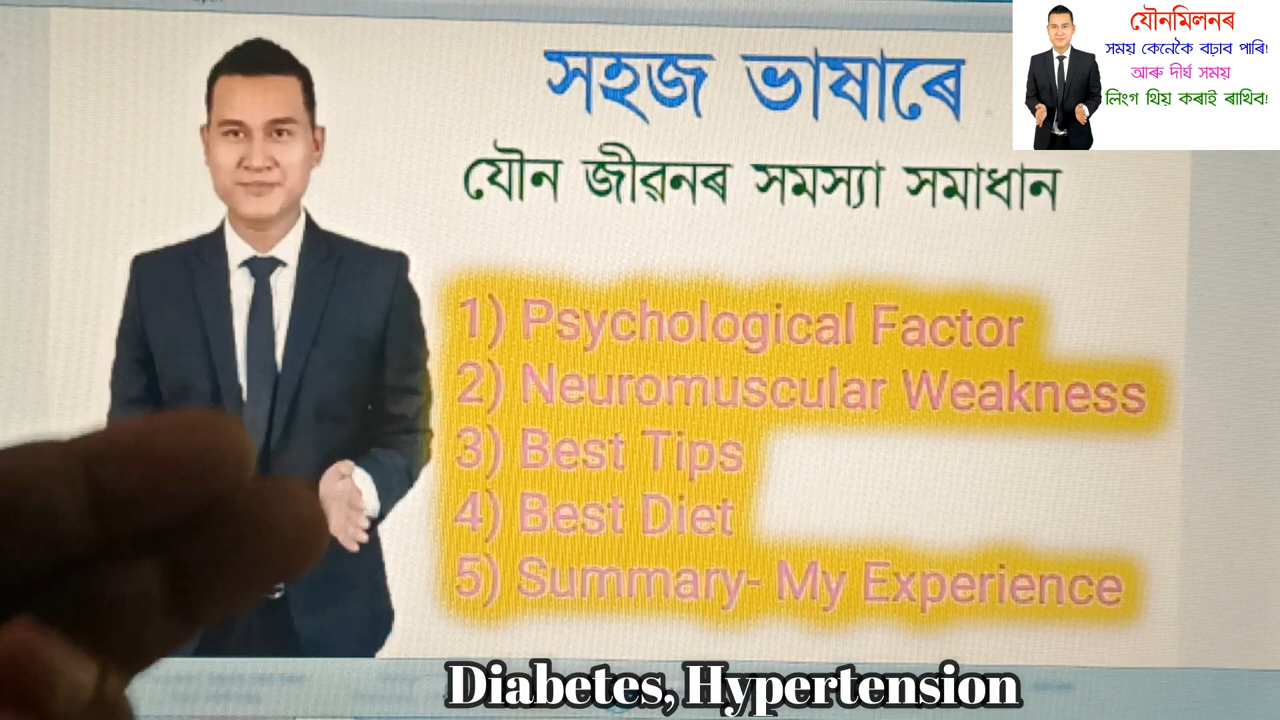 সহজ ভাষাৰে
যৌন জীৱনৰ সমস্যা সমাধান
1) Psychological Factor
2) Neuromuscular Weakness
3) Best Tips
4) Best Diet
5) Summary- My Experience
Diabetes, Hypertension
যৌনমিলনৰ
সময় কেনেকৈ বঢ়াব পাৰি!
আৰু দীৰ্ঘ সময়
লিংগ থিয় কৰাই ৰাখিব!